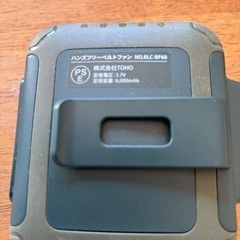 ハンズフリーベルトファン NO.RLC-BF60
PS
E
株式会社TOHO
定格電圧：3.7V
定格容量：6,000mAh